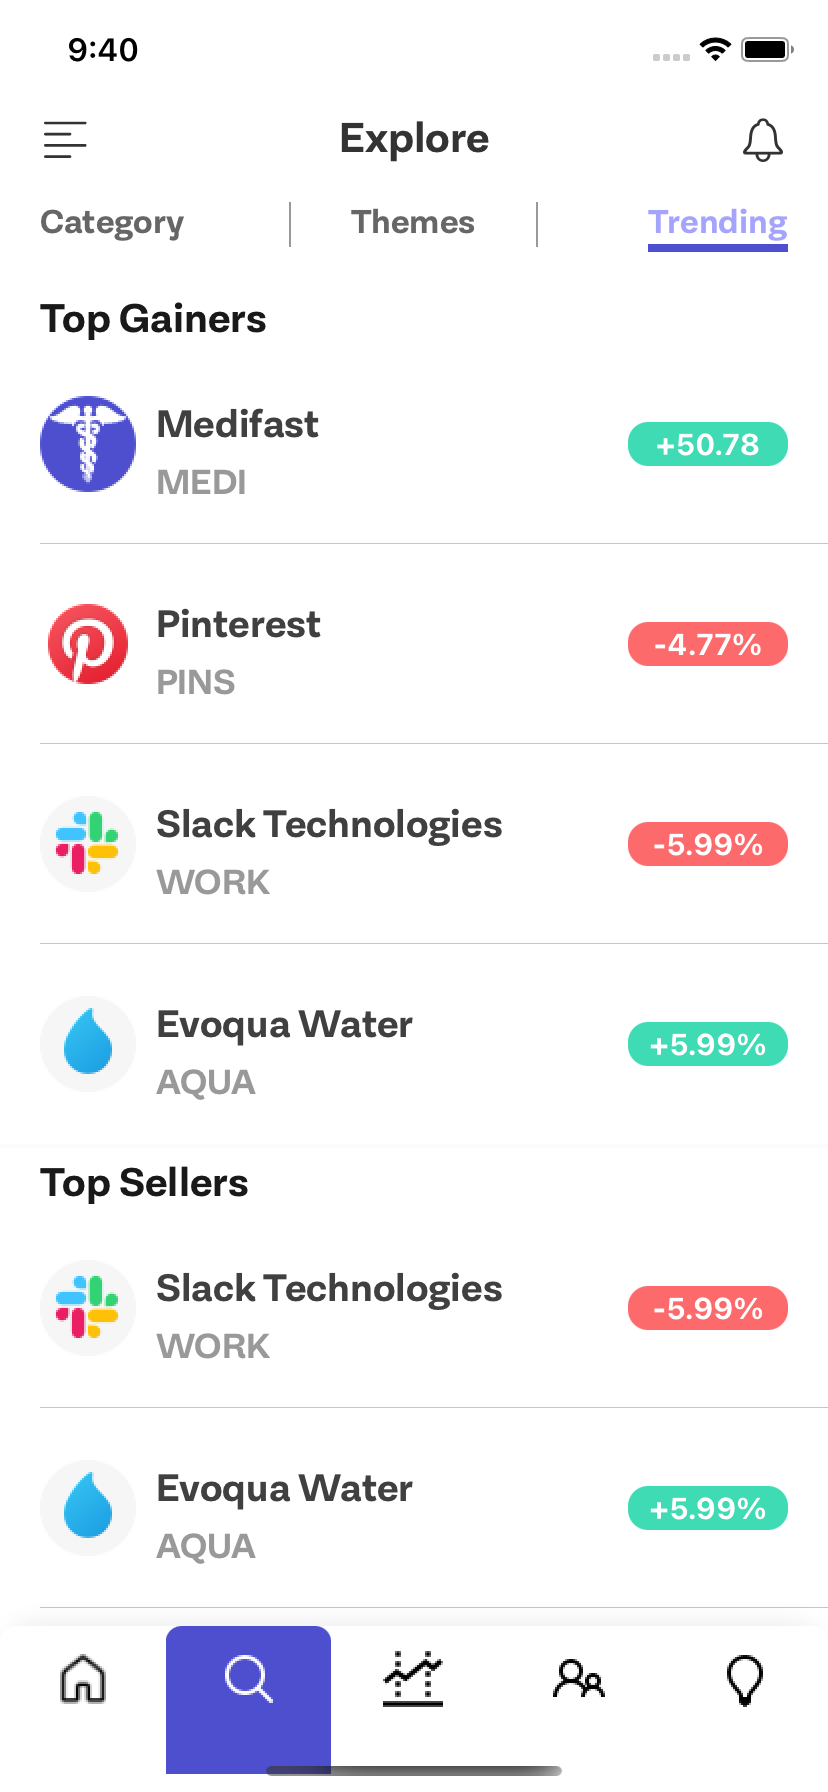 9:40
Explore
Category
Themes
Trending
Top Gainers
Medifast
MEDI
+50.78
Pinterest
PINS
-4.77%
Slack Technologies
WORK
-5.99%
Evoqua Water
AQUA
+5.99%
Top Sellers
Slack Technologies
WORK
-5.99%
Evoqua Water
AQUA
+5.99%